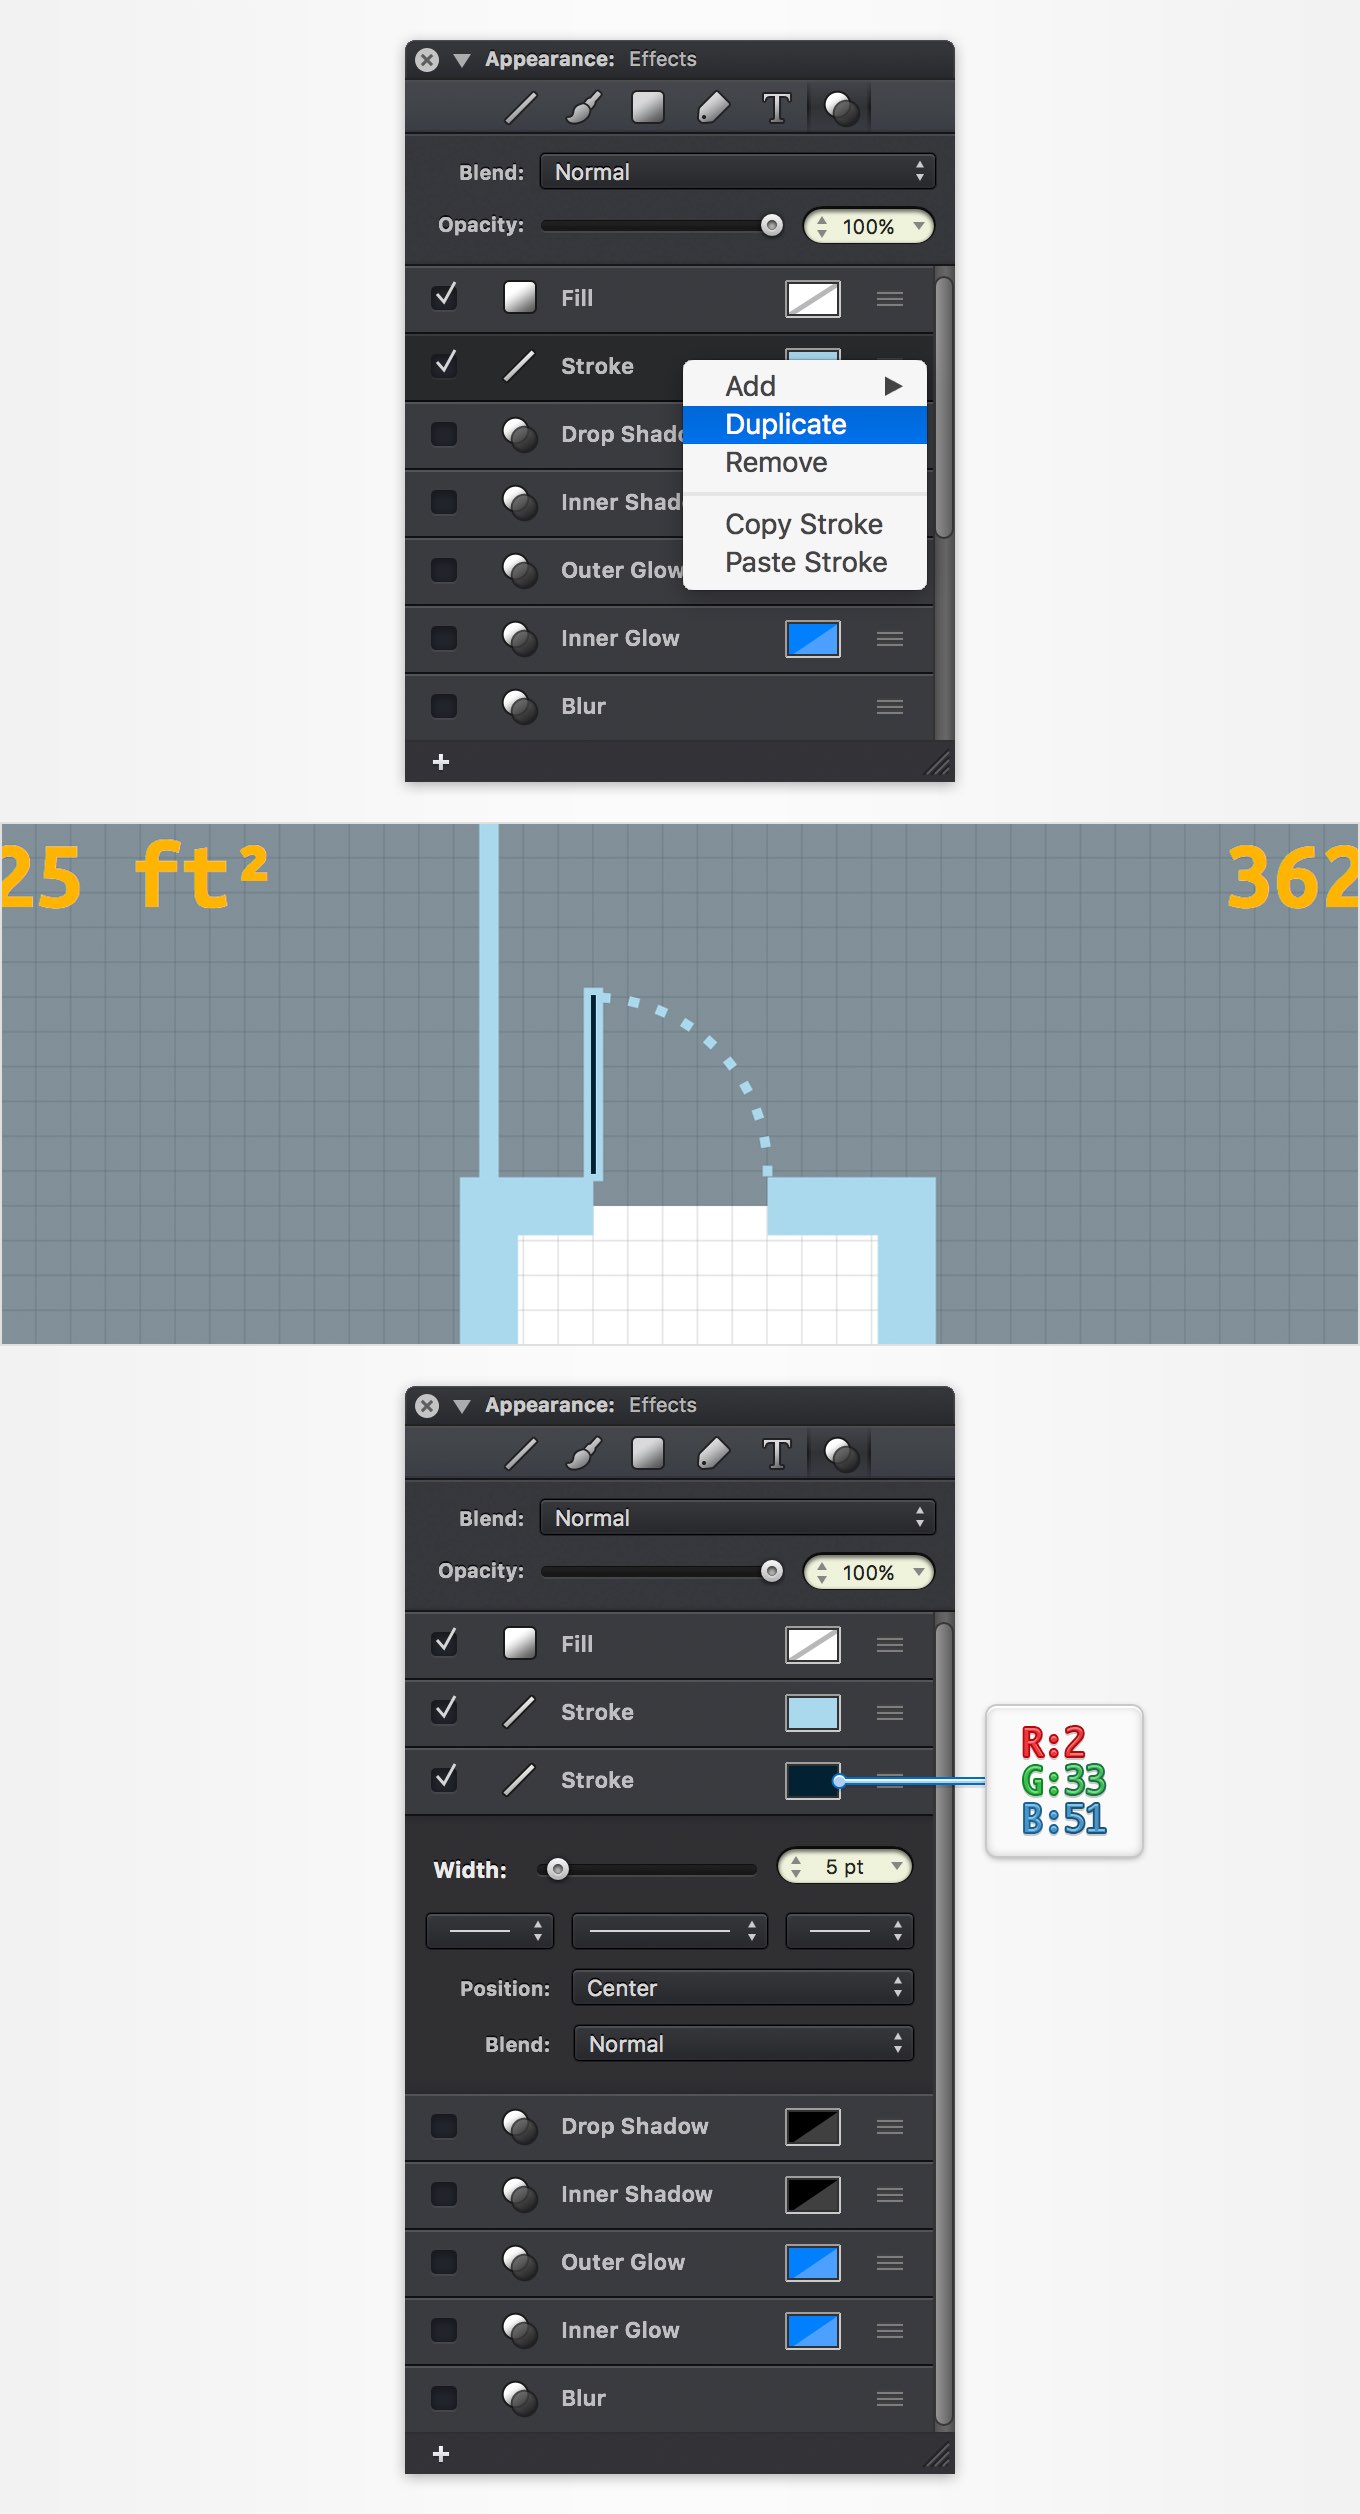 Appearance: Effects
T
Blend: Normal
Opacity: 100%
Fill
Stroke
Add
Duplicate
Drop Shado
Remove
Inner Shad
Copy Stroke
Outer Glow
Paste Stroke
Inner Glow
Blur
+
25 ft²
362
Appearance: Effects
T
Blend: Normal
Opacity: 100%
Fill
Stroke
Stroke
R:2
G:33
B:51
Width: 5 pt
Position: Center
Blend: Normal
Drop Shadow
Inner Shadow
Outer Glow
Inner Glow
Blur
+